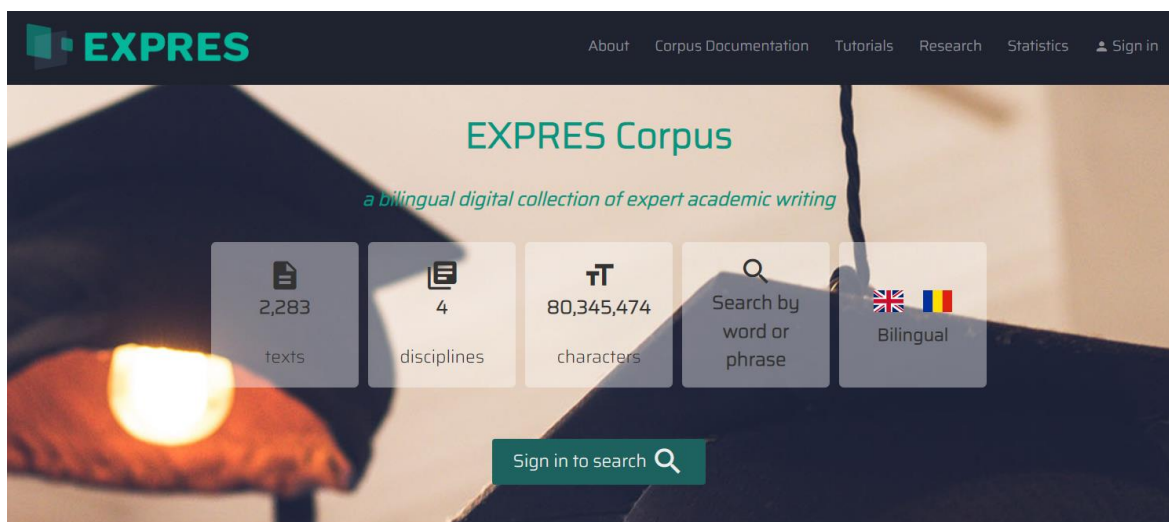 EXPRES
About Corpus Documentation Tutorials Research Statistics Sign in
EXPRES Corpus
a bilingual digital collection of expert academic writing
2,283
texts
4
disciplines
80,345,474
characters
Search by
word or
phrase
Bilingual
Sign in to search